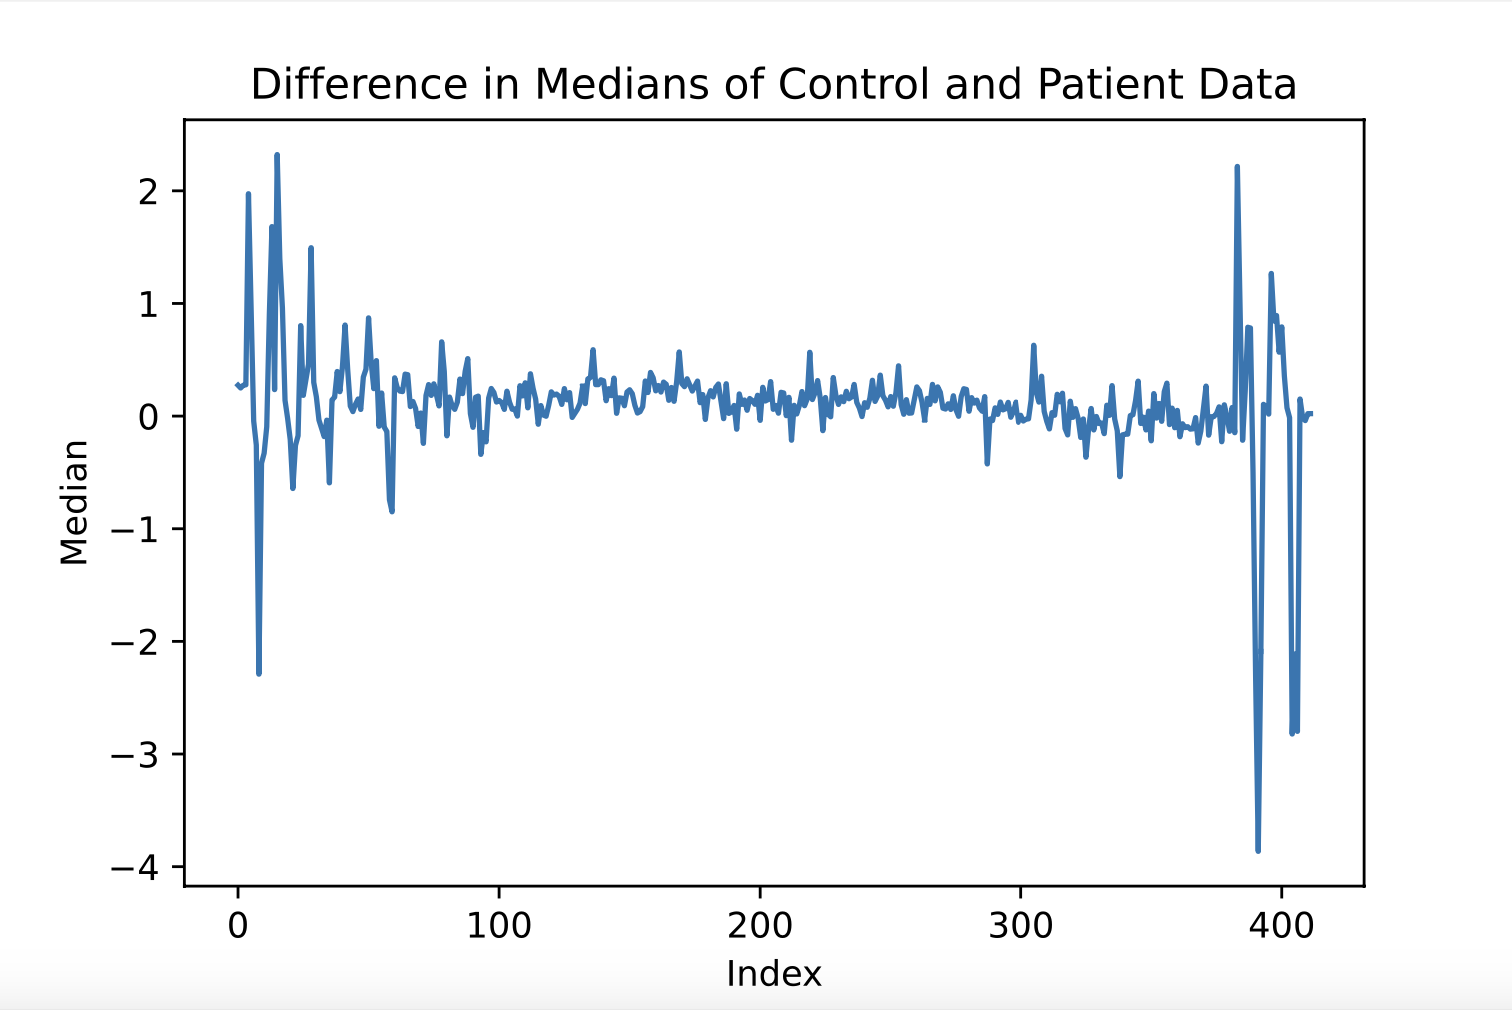 Difference in Medians of Control and Patient Data
2
1
0
−1
−2
−3
−4
Median
0 100 200 300 400
Index